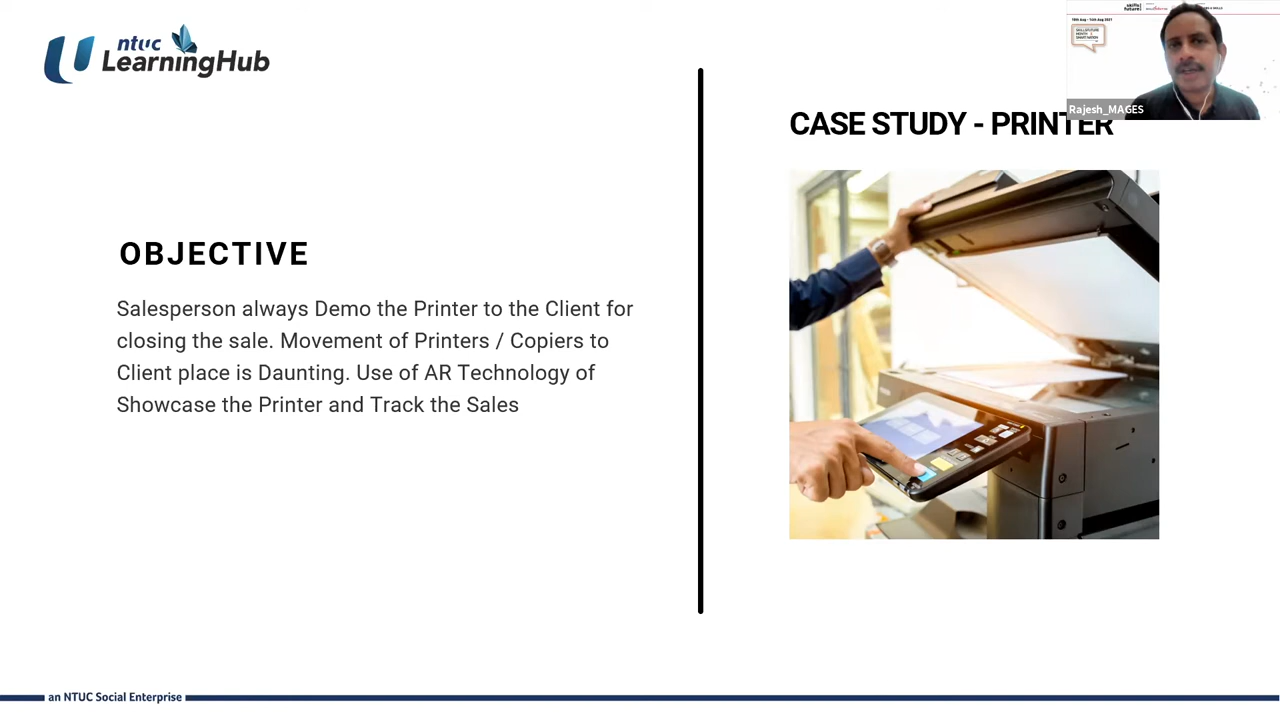 ntuc
LearningHub
OBJECTIVE
Salesperson always Demo the Printer to the Client for
closing the sale. Movement of Printers / Copiers to
Client place is Daunting. Use of AR Technology of
Showcase the Printer and Track the Sales
CASE STUDY - PRINTER
Rajesh_MAGES
an NTUC Social Enterprise